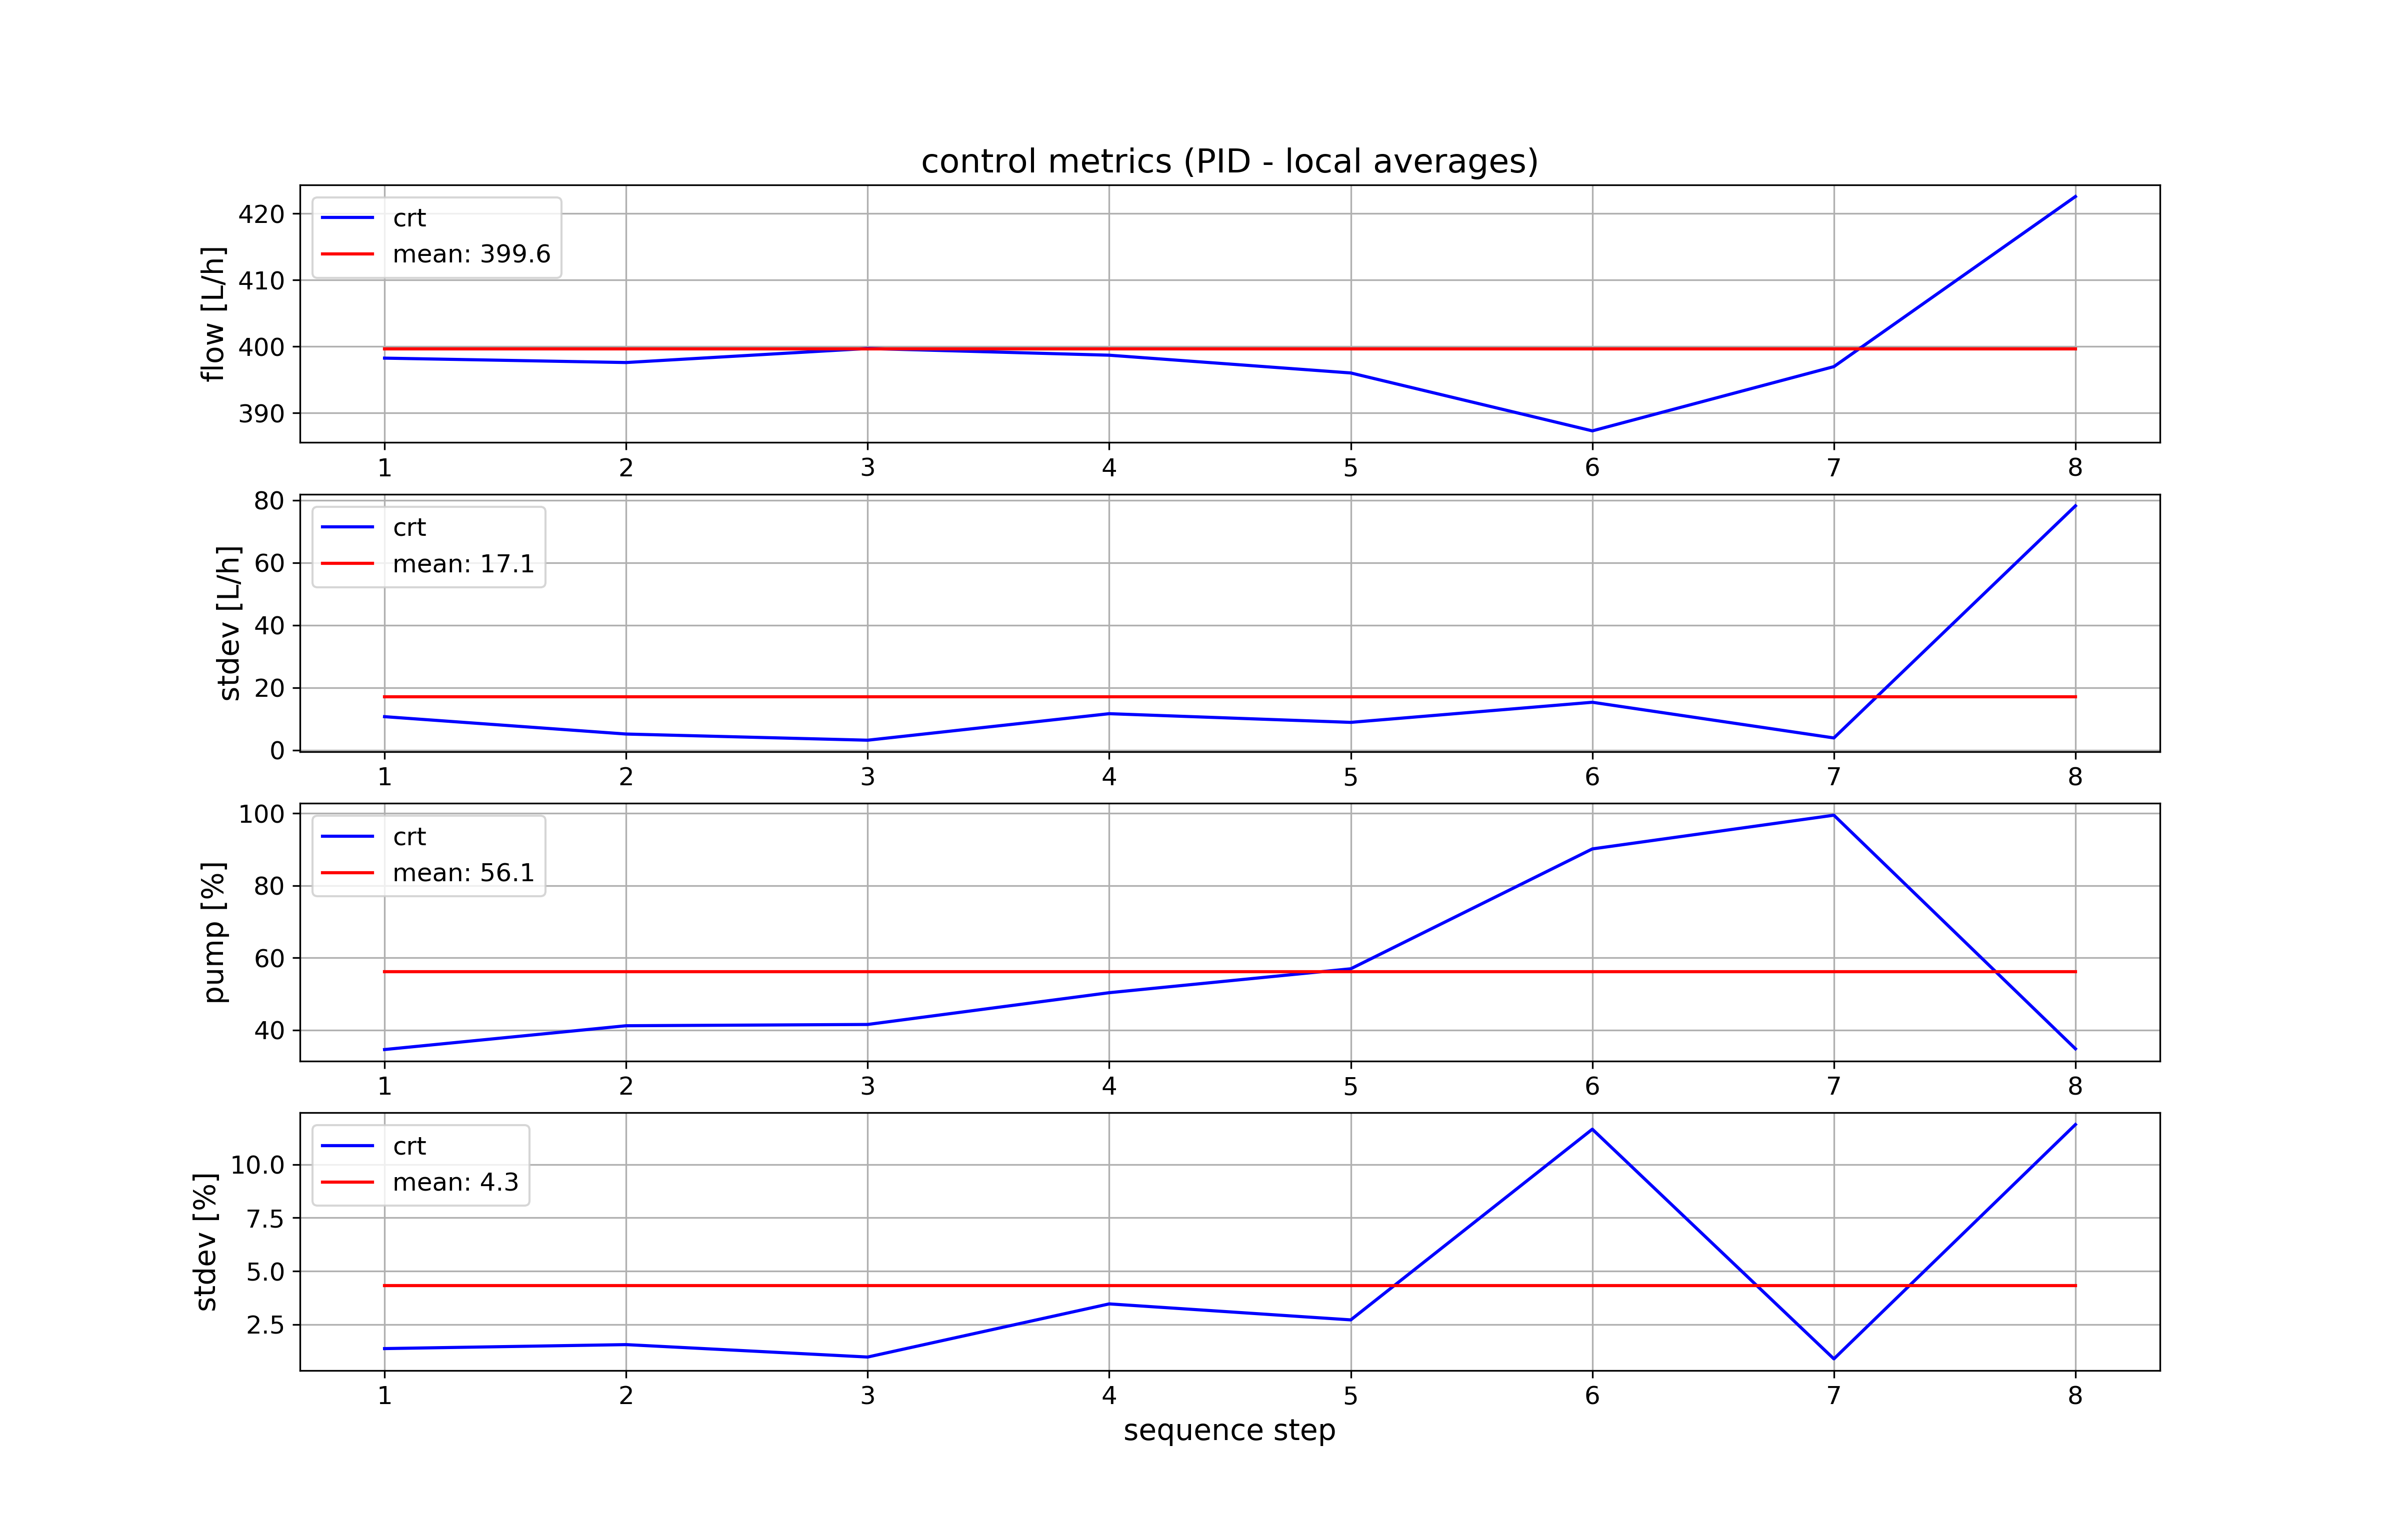 control metrics (PID - local averages)
flow [L/h]
420
410
400
390
crt
mean: 399.6
1 2 3 4 5 6 7 8
stdev [L/h]
80
60
40
20
0
crt
mean: 17.1
1 2 3 4 5 6 7 8
pump [%]
100
80
60
40
crt
mean: 56.1
1 2 3 4 5 6 7 8
stdev [%]
10.0
7.5
5.0
2.5
crt
mean: 4.3
1 2 3 4 5 6 7 8
sequence step